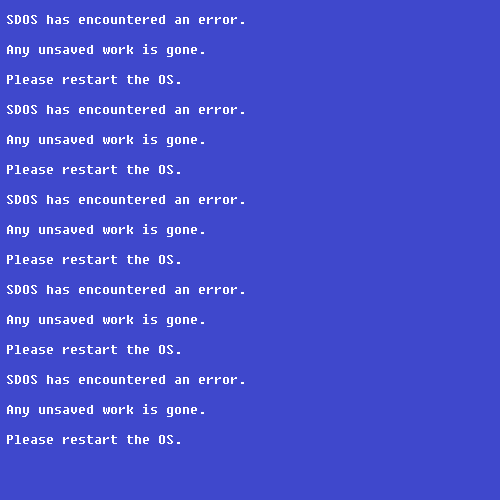 SDOS has encountered an error.
Any unsaved work is gone.
Please restart the OS.
SDOS has encountered an error.
Any unsaved work is gone.
Please restart the OS.
SDOS has encountered an error.
Any unsaved work is gone.
Please restart the OS.
SDOS has encountered an error.
Any unsaved work is gone.
Please restart the OS.
SDOS has encountered an error.
Any unsaved work is gone.
Please restart the OS.